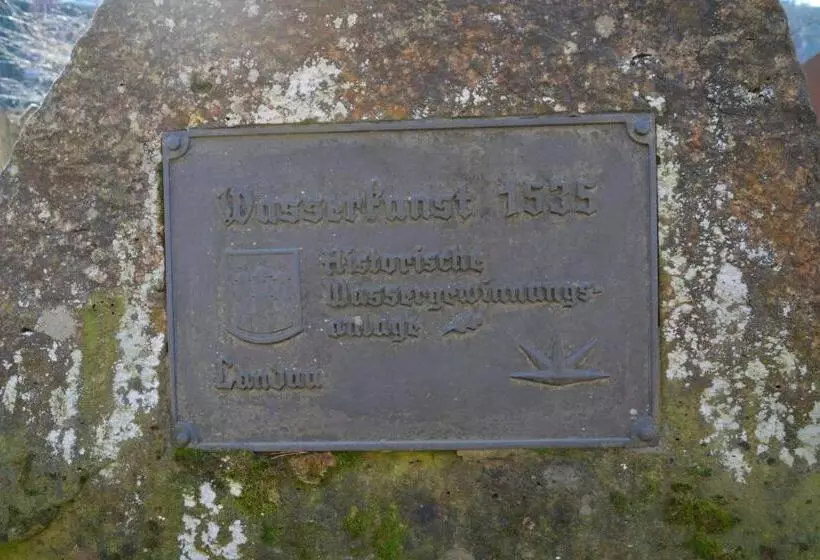 Wasserkunst 1535
Historische
Wassergewinnungs-
anlage
Landau